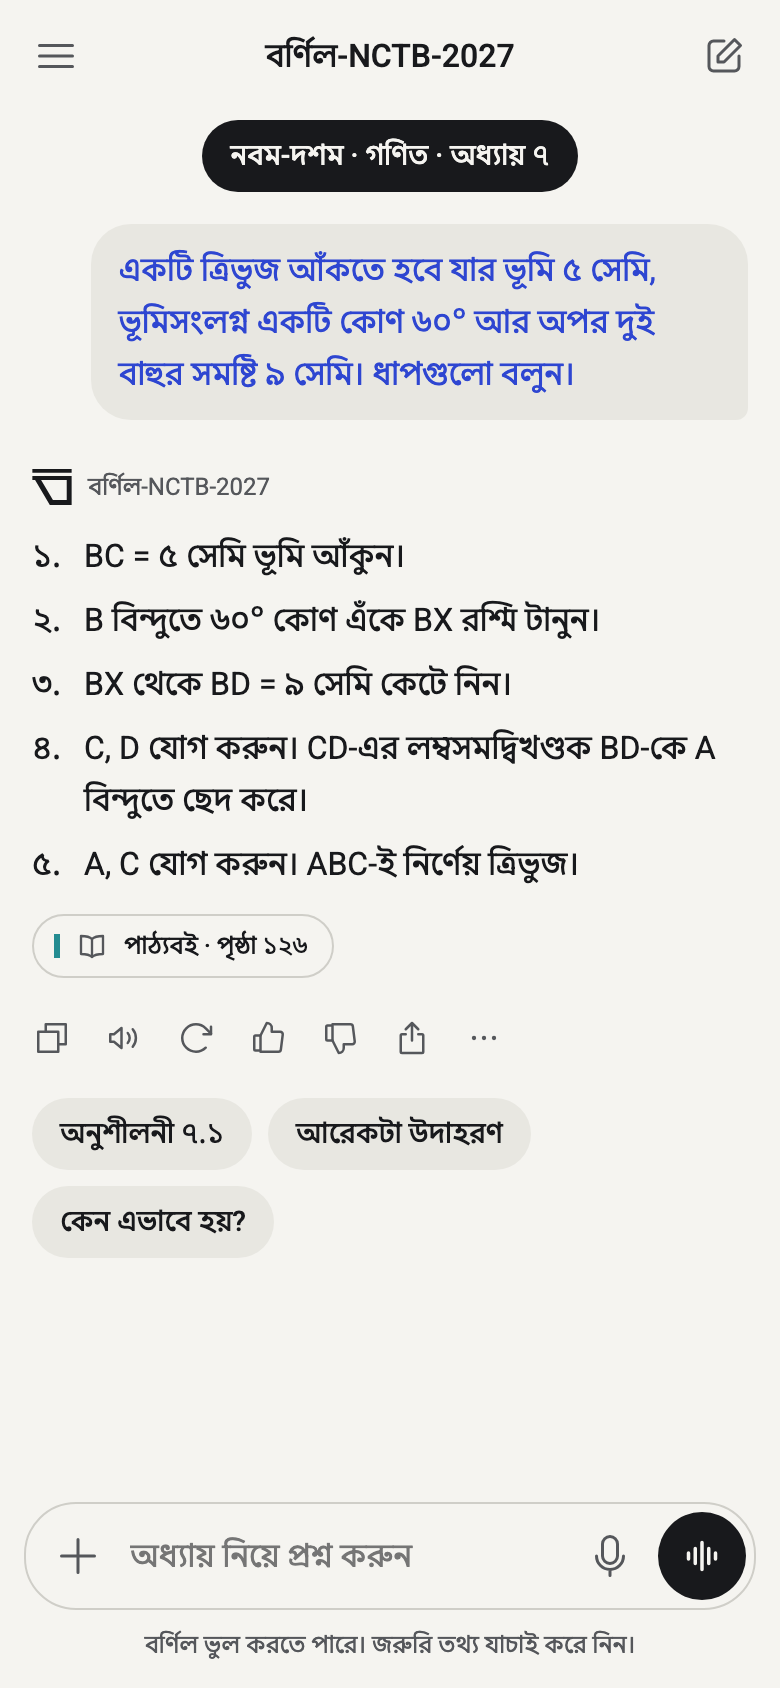 বর্ণিল-NCTB-2027
নবম-দশম · গণিত · অধ্যায় ৭
একটি ত্রিভুজ আঁকতে হবে যার ভূমি ৫ সেমি,
ভূমিসংলগ্ন একটি কোণ ৬০° আর অপর দুই
বাহুর সমষ্টি ৯ সেমি। ধাপগুলো বলুন।
বর্ণিল-NCTB-2027
১. BC = ৫ সেমি ভূমি আঁকুন।
২. B বিন্দুতে ৬০° কোণ এঁকে BX রশ্মি টানুন।
৩. BX থেকে BD = ৯ সেমি কেটে নিন।
৪. C, D যোগ করুন। CD-এর লম্বসমদ্বিখণ্ডক BD-কে A
বিন্দুতে ছেদ করে।
৫. A, C যোগ করুন। ABC-ই নির্ণেয় ত্রিভুজ।
পাঠ্যবই · পৃষ্ঠা ১২৬
অনুশীলনী ৭.১
আরেকটা উদাহরণ
কেন এভাবে হয়?
অধ্যায় নিয়ে প্রশ্ন করুন
বর্ণিল ভুল করতে পারে। জরুরি তথ্য যাচাই করে নিন।